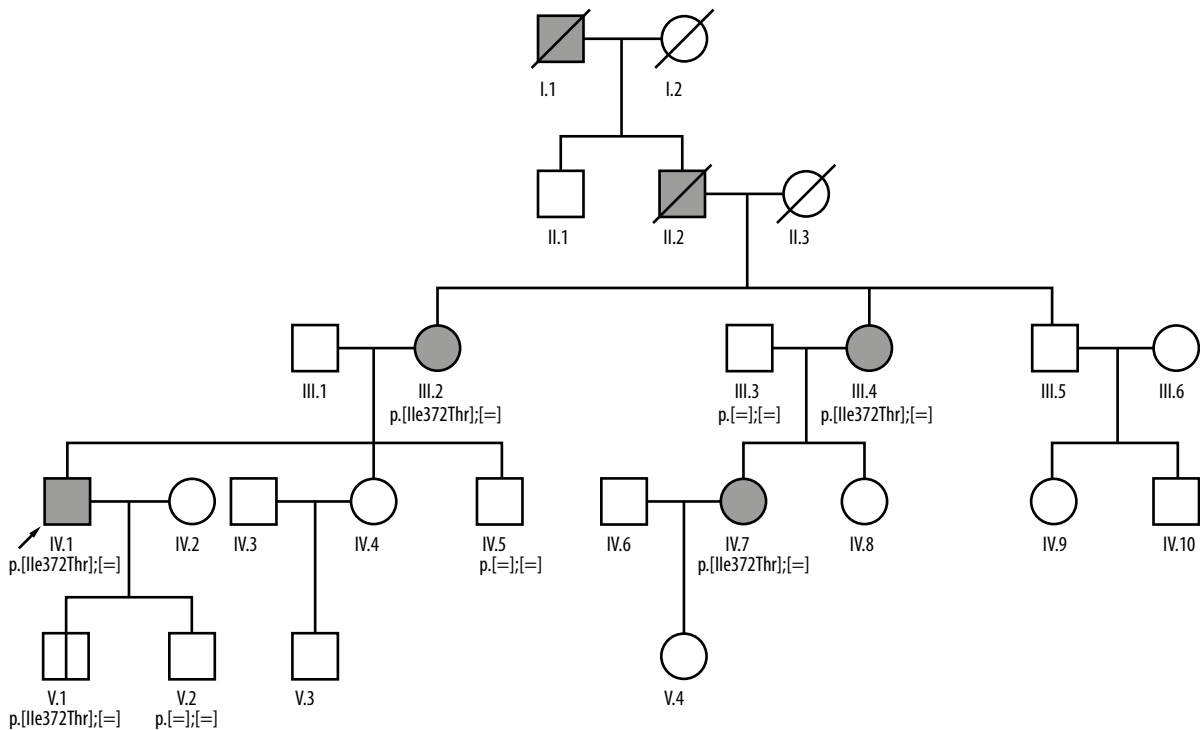 I.1 I.2
II.1 II.2 II.3
III.1 III.2 III.3 III.4 III.5 III.6
p.[Ile372Thr];[=] p.[=];[=] p.[Ile372Thr];[=]
IV.1 IV.2 IV.3 IV.4 IV.5 IV.6 IV.7 IV.8 IV.9 IV.10
p.[Ile372Thr];[=] p.[=];[=] p.[Ile372Thr];[=]
V.1 V.2 V.3 V.4
p.[Ile372Thr];[=] p.[=];[=]